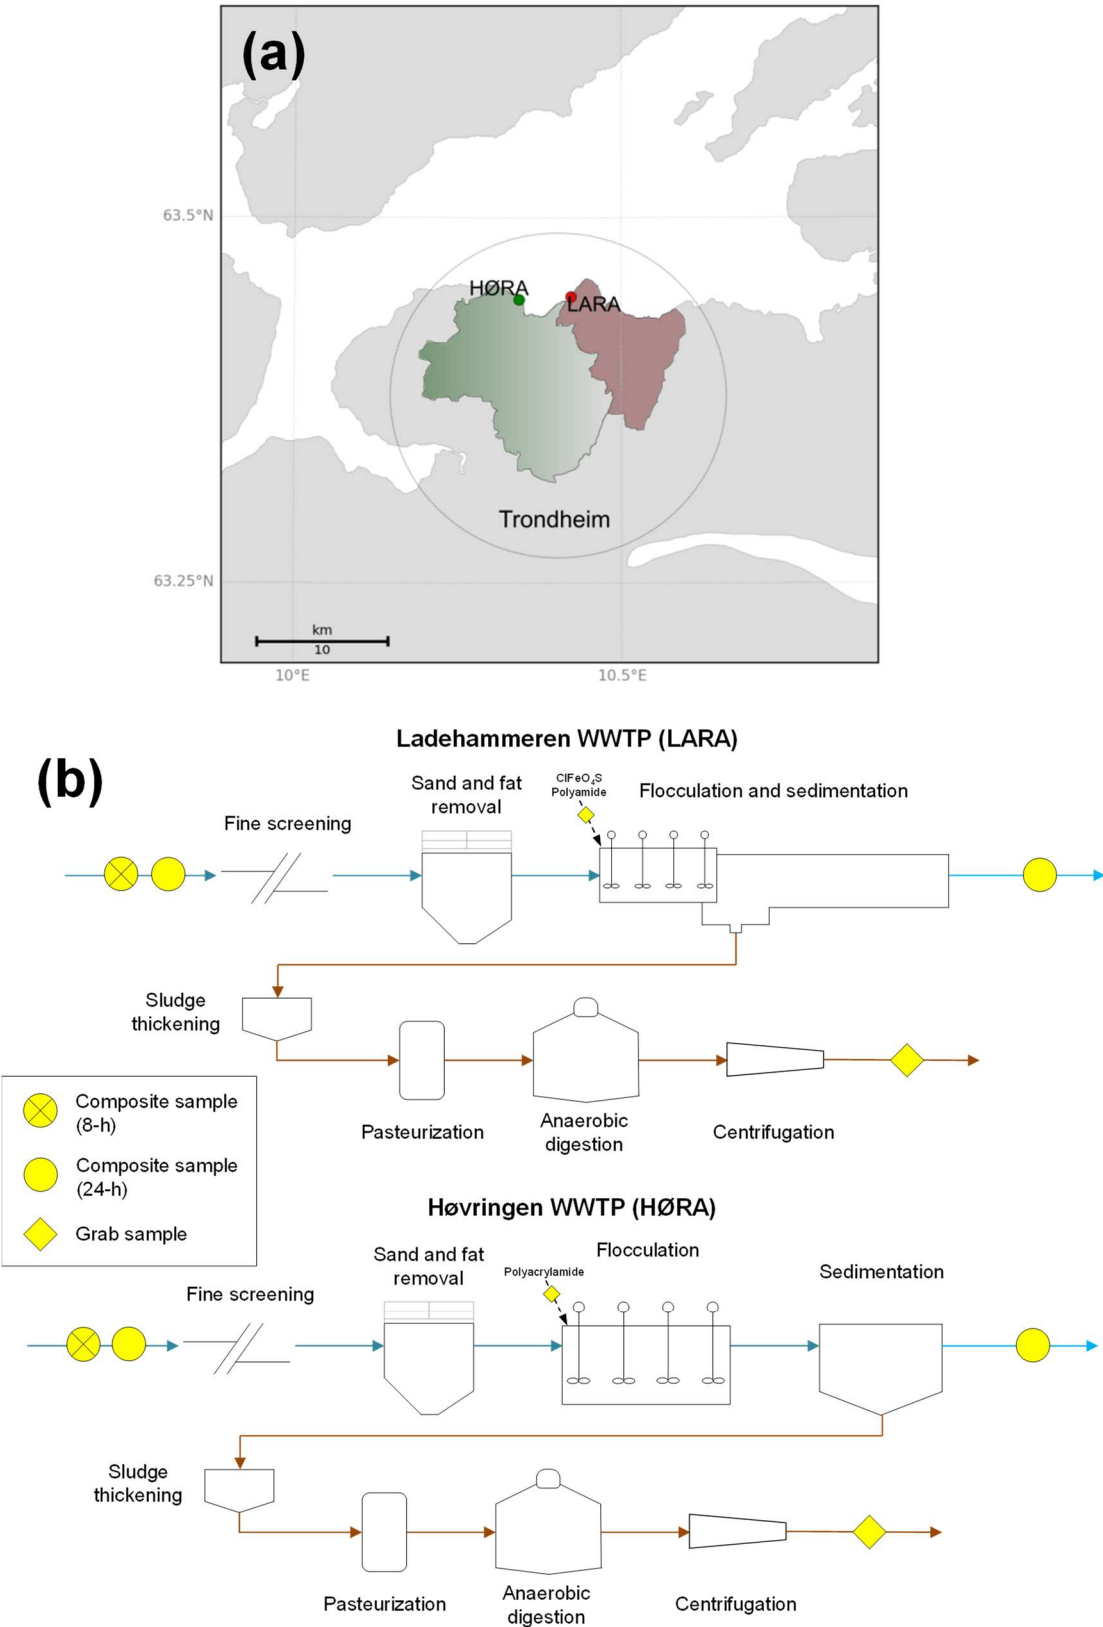 (a)
63.5°N
HØRA
LARA
Trondheim
63.25°N
km
10
10°E
10.5°E
(b)
Ladehammeren WWTP (LARA)
Fine screening
Sand and fat
removal
ClFeO₄S
Polyamide
Flocculation and sedimentation
Sludge
thickening
Pasteurization
Anaerobic
digestion
Centrifugation
Composite sample
(8-h)
Composite sample
(24-h)
Grab sample
Høvringen WWTP (HØRA)
Fine screening
Sand and fat
removal
Polyacrylamide
Flocculation
Sedimentation
Sludge
thickening
Pasteurization
Anaerobic
digestion
Centrifugation